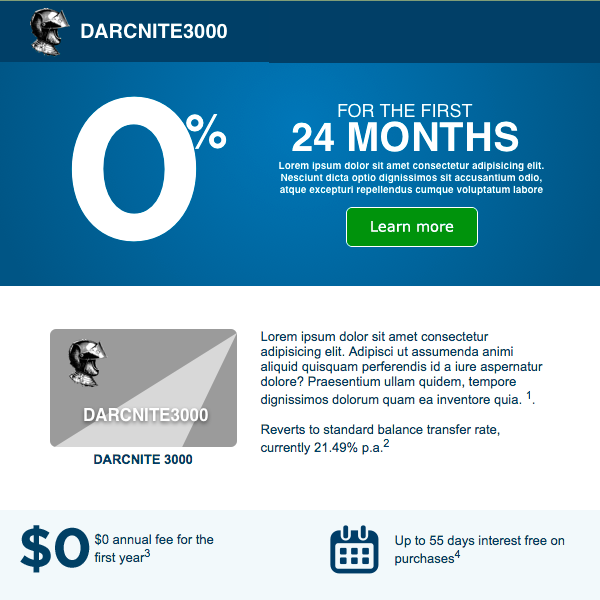 DARCNITE3000
0%
FOR THE FIRST
24 MONTHS
Lorem ipsum dolor sit amet consectetur adipisicing elit.
Nesciunt dicta optio dignissimos sit accusantium odio,
atque excepturi repellendus cumque voluptatum labore
Learn more
DARCNITE3000
DARCNITE 3000
Lorem ipsum dolor sit amet consectetur
adipisicing elit. Adipisci ut assumenda animi
aliquid quisquam perferendis id a iure aspernatur
dolore? Praesentium ullam quidem, tempore
dignissimos dolorum quam ea inventore quia. 1.
Reverts to standard balance transfer rate,
currently 21.49% p.a.2
$0
$0 annual fee for the
first year3
Up to 55 days interest free on
purchases4